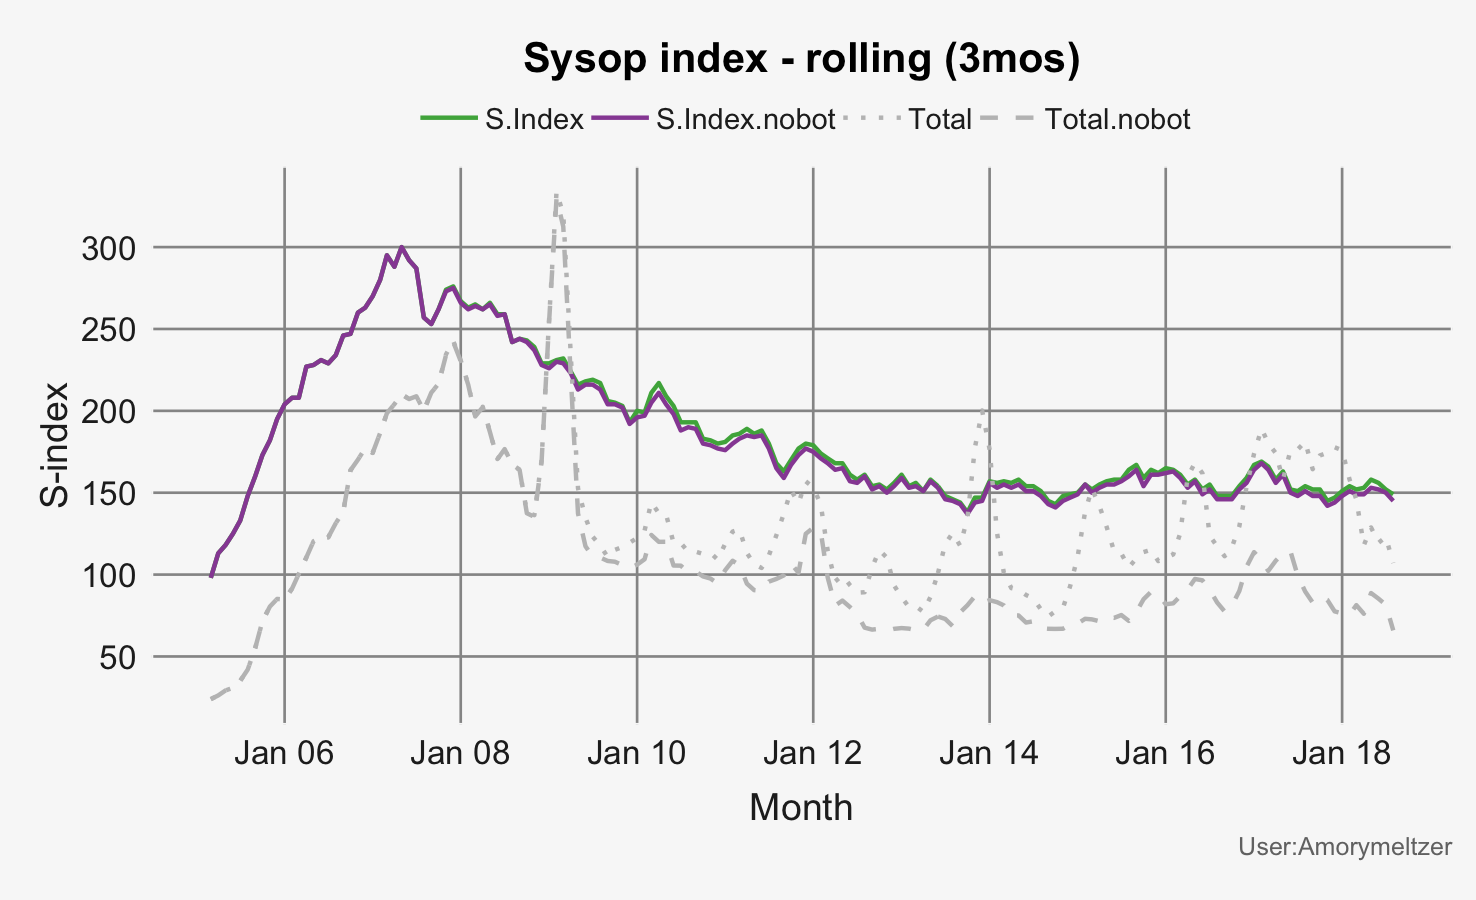 Sysop index - rolling (3mos)
S.Index S.Index.nobot Total Total.nobot
300
250
200
150
100
50
S-index
Jan 06 Jan 08 Jan 10 Jan 12 Jan 14 Jan 16 Jan 18
Month
User:Amorymeltzer